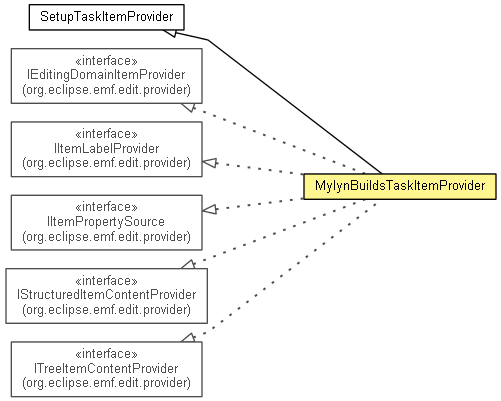 SetupTaskItemProvider
«interface»
IEditingDomainItemProvider
(org.eclipse.emf.edit.provider)
«interface»
IItemLabelProvider
(org.eclipse.emf.edit.provider)
MylynBuildsTaskItemProvider
«interface»
IItemPropertySource
(org.eclipse.emf.edit.provider)
«interface»
IStructuredItemContentProvider
(org.eclipse.emf.edit.provider)
«interface»
ITreeItemContentProvider
(org.eclipse.emf.edit.provider)